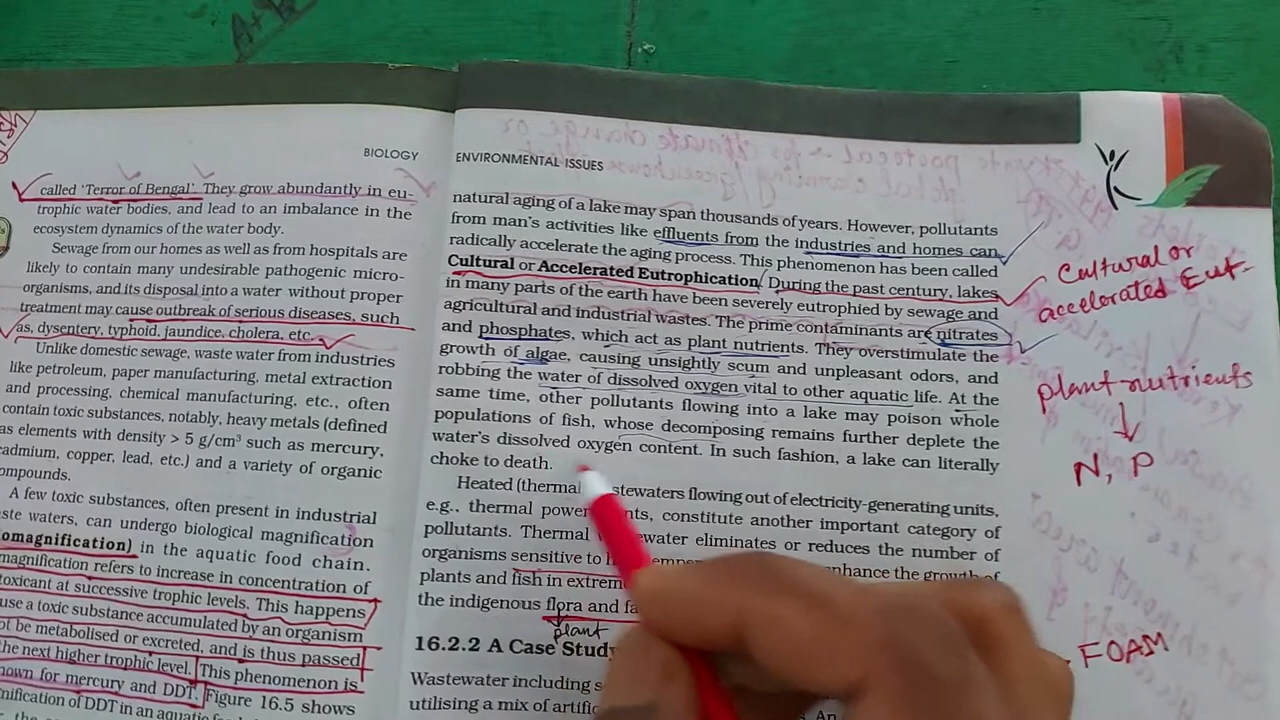 A+
BIOLOGY
called 'Terror of Bengal'. They grow abundantly in eu-
trophic water bodies, and lead to an imbalance in the
ecosystem dynamics of the water body.
Sewage from our homes as well as from hospitals are
likely to contain many undesirable pathogenic micro-
organisms, and its disposal into a water without proper
treatment may cause outbreak of serious diseases, such
as, dysentery, typhoid, jaundice, cholera, etc.
Unlike domestic sewage, waste water from industries
like petroleum, paper manufacturing, metal extraction
and processing, chemical manufacturing, etc., often
contain toxic substances, notably, heavy metals (defined
as elements with density > 5 g/cm³ such as mercury,
cadmium, copper, lead, etc.) and a variety of organic
ompounds.
A few toxic substances, often present in industrial
aste waters, can undergo biological magnification
omagnification) in the aquatic food chain.
magnification refers to increase in concentration of
toxicant at successive trophic levels. This happens
use a toxic substance accumulated by an organism
ot be metabolised or excreted, and is thus passed
the next higher trophic level. This phenomenon is
nown for mercury and DDT. Figure 16.5 shows
nification of DDT in an aquatic
ENVIRONMENTAL ISSUES
natural aging of a lake may span thousands of years. However, pollutants
from man's activities like effluents from the industries and homes can
radically accelerate the aging process. This phenomenon has been called
Cultural or Accelerated Eutrophication. During the past century, lakes
in many parts of the earth have been severely eutrophied by sewage and
agricultural and industrial wastes. The prime contaminants are nitrates
and phosphates, which act as plant nutrients. They overstimulate the
growth of algae, causing unsightly scum and unpleasant odors, and
robbing the water of dissolved oxygen vital to other aquatic life. At the
same time, other pollutants flowing into a lake may poison whole
populations of fish, whose decomposing remains further deplete the
water's dissolved oxygen content. In such fashion, a lake can literally
choke to death.
Heated (thermal stewaters flowing out of electricity-generating units,
e.g., thermal power nts, constitute another important category of
pollutants. Thermal ewater eliminates or reduces the number of
organisms sensitive to h emper nhance the growth of
plants and fish in extrem
the indigenous flora and fa
plant
16.2.2 A Case Study
Wastewater including s
utilising a mix of artific An
Cultural or
accelerated Eut-
plant nutrients
N, P
FOAM